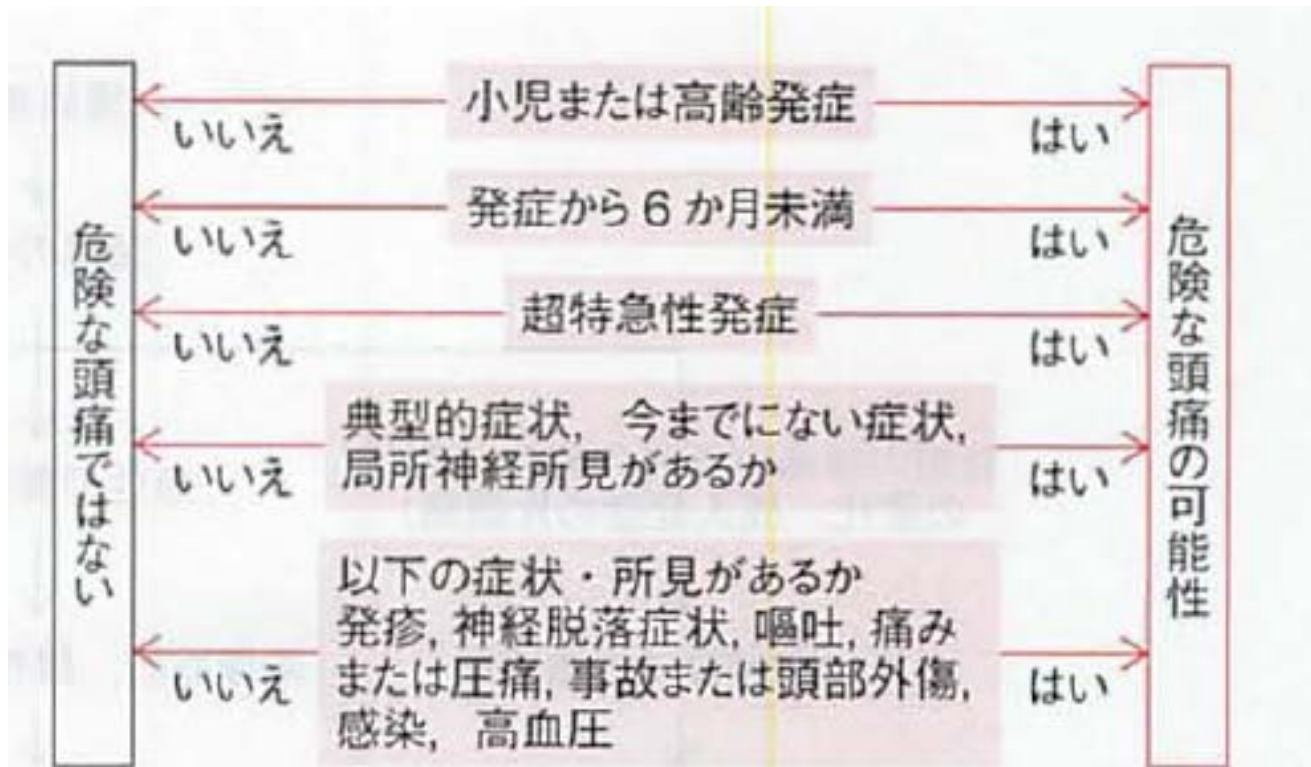 小児または高齢発症
いいえ
はい
発症から6か月未満
いいえ
はい
超特急性発症
いいえ
はい
典型的症状, 今までにない症状,
局所神経所見があるか
いいえ
はい
以下の症状・所見があるか
発疹, 神経脱落症状, 嘔吐, 痛み
または圧痛, 事故または頭部外傷,
感染, 高血圧
いいえ
はい
危険な頭痛ではない
危険な頭痛の可能性